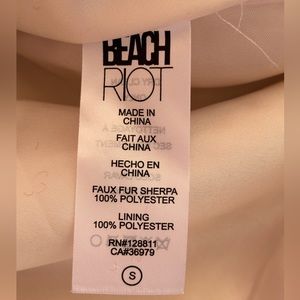 BEACH
RIOT
MADE IN
CHINA
FAIT AUX
CHINA
HECHO EN
CHINA
FAUX FUR SHERPA
100% POLYESTER
LINING
100% POLYESTER
RN#128811
CA#36979
S